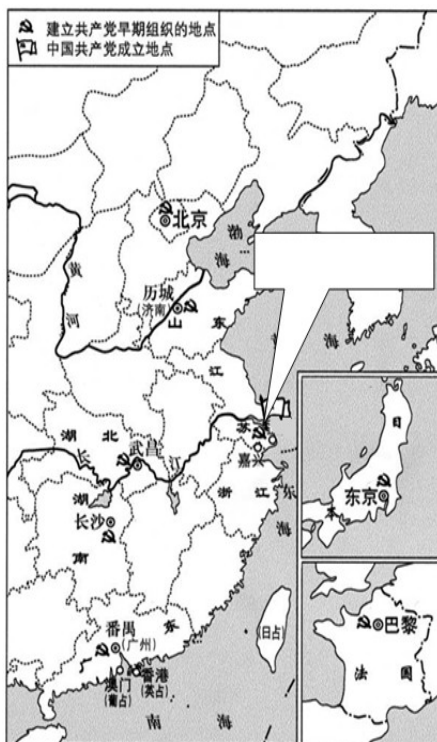 建立共产党早期组织的地点
中国共产党成立地点
北京
渤
海
黄
河
历城
(济南)
山
东
海
江
苏
湖
北
武昌
长
江
嘉兴
浙
江
东
海
湖
南
长沙
番禺
(广州)
东
香港
(英占)
澳门
(葡占)
(日占)
南
海
日
本
东京
巴黎
法
国